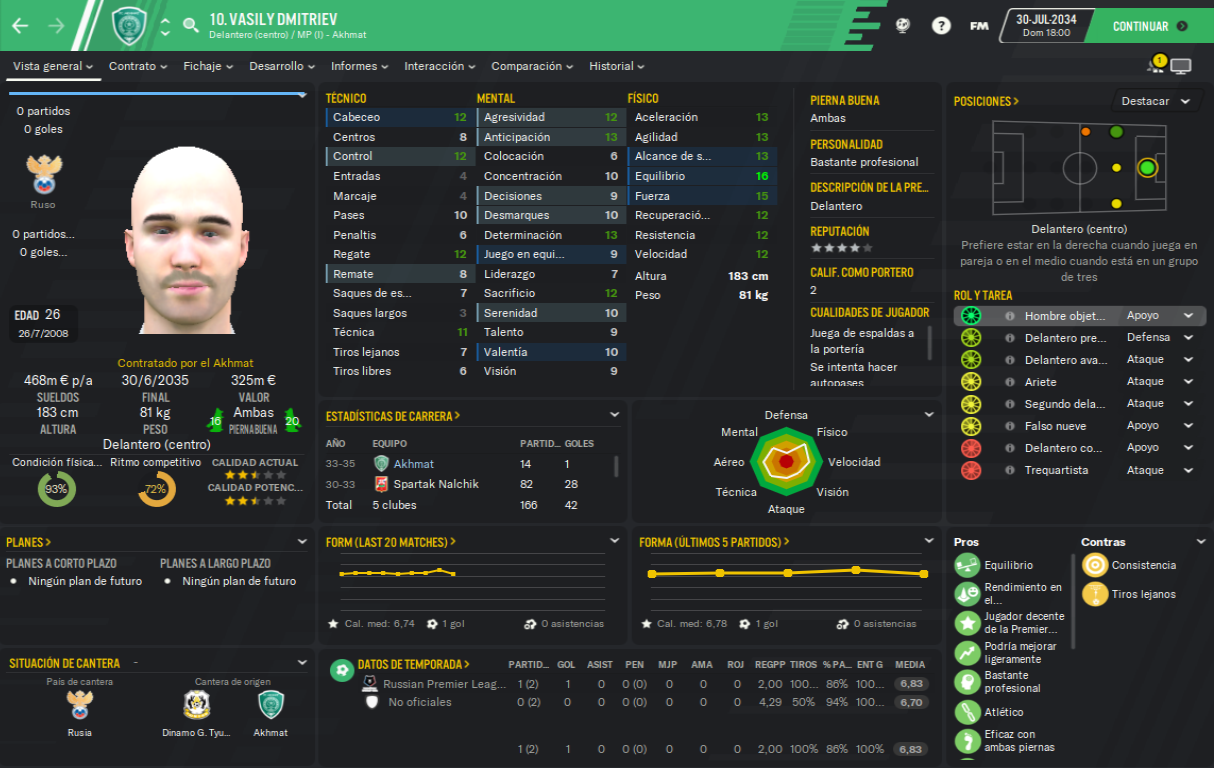 10. VASILY DMITRIEV
Delantero (centro) / MP (I) - Akhmat
?
FM
30-JUL-2034
Dom 18:00
CONTINUAR
Vista general
Contrato
Fichaje
Desarrollo
Informes
Interacción
Comparación
Historial
1
0 partidos
0 goles
Ruso
0 partidos...
0 goles...
EDAD 26
26/7/2008
Contratado por el Akhmat
468m € p/a 30/6/2035 325m €
SUELDOS FINAL VALOR
183 cm 81 kg 16 Ambas 20
ALTURA PESO PIERNA BUENA
Delantero (centro)
Condición física... Ritmo competitivo CALIDAD ACTUAL
93% 72%
CALIDAD POTENC...
TÉCNICO
Cabeceo 12
Centros 8
Control 12
Entradas 4
Marcaje 4
Pases 10
Penaltis 6
Regate 12
Remate 8
Saques de es... 7
Saques largos 3
Técnica 11
Tiros lejanos 7
Tiros libres 6
MENTAL
Agresividad 12
Anticipación 13
Colocación 6
Concentración 10
Decisiones 9
Desmarques 10
Determinación 13
Juego en equi... 9
Liderazgo 7
Sacrificio 12
Serenidad 10
Talento 9
Valentía 10
Visión 9
FÍSICO
Aceleración 13
Agilidad 13
Alcance de s... 13
Equilibrio 16
Fuerza 15
Recuperació... 12
Resistencia 12
Velocidad 12
Altura 183 cm
Peso 81 kg
PIERNA BUENA
Ambas
PERSONALIDAD
Bastante profesional
DESCRIPCIÓN DE LA PRE...
Delantero
REPUTACIÓN
CALIF. COMO PORTERO
2
CUALIDADES DE JUGADOR
Juega de espaldas a
la portería
Se intenta hacer
autopases
POSICIONES >
Destacar
Delantero (centro)
Prefiere estar en la derecha cuando juega en
pareja o en el medio cuando está en un grupo
de tres
ROL Y TAREA
Hombre objet... Apoyo
Delantero pre... Defensa
Delantero ava... Ataque
Ariete Ataque
Segundo dela... Ataque
Falso nueve Apoyo
Delantero co... Apoyo
Trequartista Ataque
ESTADÍSTICAS DE CARRERA >
AÑO EQUIPO PARTID... GOLES
33-35 Akhmat 14 1
30-33 Spartak Nalchik 82 28
Total 5 clubes 166 42
Defensa
Mental Físico
Aéreo Velocidad
Técnica Visión
Ataque
PLANES >
PLANES A CORTO PLAZO PLANES A LARGO PLAZO
• Ningún plan de futuro • Ningún plan de futuro
FORM (LAST 20 MATCHES) >
Cal. med: 6,74 1 gol 0 asistencias
FORMA (ÚLTIMOS 5 PARTIDOS) >
Cal. med: 6,78 1 gol 0 asistencias
Pros
Equilibrio
Rendimiento en
el...
Jugador decente
de la Premier...
Podría mejorar
ligeramente
Bastante
profesional
Atlético
Eficaz con
ambas piernas
Contras
Consistencia
Tiros lejanos
SITUACIÓN DE CANTERA -
País de cantera Cantera de origen
Rusia Dinamo G. Tyu... Akhmat
DATOS DE TEMPORADA > PARTID... GOL ASIST PEN MJP AMA ROJ REGPP TIROS % PA... ENT G MEDIA
Russian Premier Leag... 1 (2) 1 0 0 (0) 0 0 0 2,00 100... 86% 100... 6,83
No oficiales 0 (2) 0 0 0 (0) 0 0 0 4,29 50% 94% 100... 6,70
1 (2) 1 0 0 (0) 0 0 0 2,00 100% 86% 100% 6,83